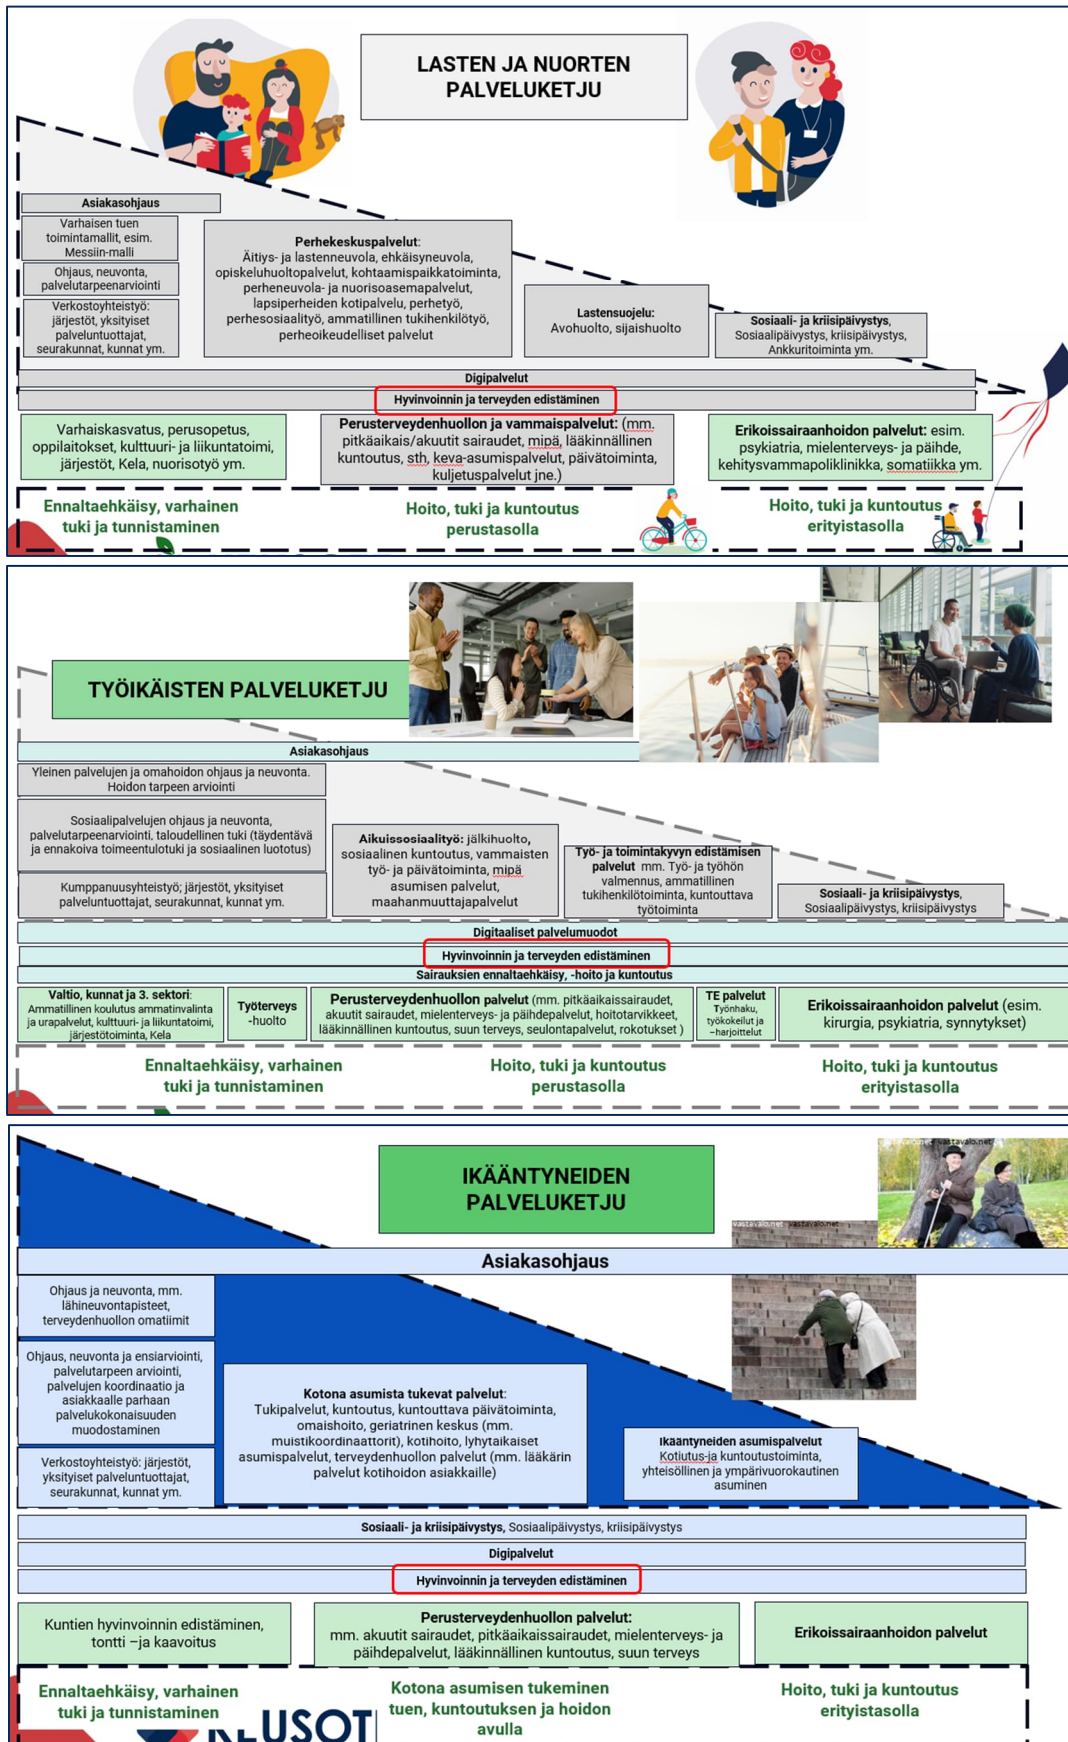 LASTEN JA NUORTEN
PALVELUKETJU
Asiakasohjaus
Varhaisen tuen
toimintamallit, esim.
Messiin-malli
Ohjaus, neuvonta,
palvelutarpeenarviointi
Verkostoyhteistyö:
järjestöt, yksityiset
palveluntuottajat,
seurakunnat, kunnat ym.
Perhekeskuspalvelut:
Äitiys- ja lastenneuvola, ehkäisyneuvola,
opiskeluhuoltopalvelut, kohtaamispaikkatoiminta,
perheneuvola- ja nuorisoasemapalvelut,
lapsiperheiden kotipalvelu, perhetyö,
perhesosiaalityö, ammatillinen tukihenkilötyö,
perheoikeudelliset palvelut
Lastensuojelu:
Avohuolto, sijaishuolto
Sosiaali- ja kriisipäivystys,
Sosiaalipäivystys, kriisipäivystys,
Ankkuritoiminta ym.
Digipalvelut
Hyvinvoinnin ja terveyden edistäminen
Varhaiskasvatus, perusopetus,
oppilaitokset, kulttuuri- ja liikuntatoimi,
järjestöt, Kela, nuorisotyö ym.
Perusterveydenhuollon ja vammaispalvelut: (mm.
pitkäaikais/akuutit sairaudet, mipä, lääkinnällinen
kuntoutus, sth, keva-asumispalvelut, päivätoiminta,
kuljetuspalvelut jne.)
Erikoissairaanhoidon palvelut: esim.
psykiatria, mielenterveys- ja päihde,
kehitysvammapoliklinikka, somatiikka ym.
Ennaltaehkäisy, varhainen
tuki ja tunnistaminen
Hoito, tuki ja kuntoutus
perustasolla
Hoito, tuki ja kuntoutus
erityistasolla
TYÖIKÄISTEN PALVELUKETJU
Asiakasohjaus
Yleinen palvelujen ja omahoidon ohjaus ja neuvonta.
Hoidon tarpeen arviointi
Sosiaalipalvelujen ohjaus ja neuvonta,
palvelutarpeenarviointi, taloudellinen tuki (täydentävä
ja ennakoiva toimeentulotuki ja sosiaalinen luototus)
Kumppanuusyhteistyö; järjestöt, yksityiset
palveluntuottajat, seurakunnat, kunnat ym.
Aikuissosiaalityö: jälkihuolto,
sosiaalinen kuntoutus, vammaisten
työ- ja päivätoiminta, mipä
asumisen palvelut,
maahanmuuttajapalvelut
Työ- ja toimintakyvyn edistämisen
palvelut mm. Työ- ja työhön
valmennus, ammatillinen
tukihenkilötoiminta, kuntouttava
työtoiminta
Sosiaali- ja kriisipäivystys,
Sosiaalipäivystys, kriisipäivystys
Digitaaliset palvelumuodot
Hyvinvoinnin ja terveyden edistäminen
Sairauksien ennaltaehkäisy, -hoito ja kuntoutus
Valtio, kunnat ja 3. sektori:
Ammatillinen koulutus ammatinvalinta
ja urapalvelut, kulttuuri- ja liikuntatoimi,
järjestötoiminta, Kela
Työterveys
-huolto
Perusterveydenhuollon palvelut (mm. pitkäaikaissairaudet,
akuutit sairaudet, mielenterveys- ja päihdepalvelut, hoitotarvikkeet,
lääkinnällinen kuntoutus, suun terveys, seulontapalvelut, rokotukset )
TE palvelut
Työnhaku,
työkokeilut ja
–harjoittelut
Erikoissairaanhoidon palvelut (esim.
kirurgia, psykiatria, synnytykset)
Ennaltaehkäisy, varhainen
tuki ja tunnistaminen
Hoito, tuki ja kuntoutus
perustasolla
Hoito, tuki ja kuntoutus
erityistasolla
IKÄÄNTYNEIDEN
PALVELUKETJU
vastavalo.net
vastavalo.net vastavalo.net
Asiakasohjaus
Ohjaus ja neuvonta, mm.
lähineuvontapisteet,
terveydenhuollon omatiimit
Ohjaus, neuvonta ja ensiarviointi,
palvelutarpeen arviointi,
palvelujen koordinaatio ja
asiakkaalle parhaan
palvelukokonaisuuden
muodostaminen
Verkostoyhteistyö: järjestöt,
yksityiset palveluntuottajat,
seurakunnat, kunnat ym.
Kotona asumista tukevat palvelut:
Tukipalvelut, kuntoutus, kuntouttava päivätoiminta,
omaishoito, geriatrinen keskus (mm.
muistikoordinaattorit), kotihoito, lyhytaikaiset
asumispalvelut, terveydenhuollon palvelut (mm. lääkärin
palvelut kotihoidon asiakkaille)
Ikääntyneiden asumispalvelut
Kotiutus-ja kuntoutustoiminta,
yhteisöllinen ja ympärivuorokautinen
asuminen
Sosiaali- ja kriisipäivystys, Sosiaalipäivystys, kriisipäivystys
Digipalvelut
Hyvinvoinnin ja terveyden edistäminen
Kuntien hyvinvoinnin edistäminen,
tontti –ja kaavoitus
Perusterveydenhuollon palvelut:
mm. akuutit sairaudet, pitkäaikaissairaudet, mielenterveys- ja
päihdepalvelut, lääkinnällinen kuntoutus, suun terveys
Erikoissairaanhoidon palvelut
Ennaltaehkäisy, varhainen
tuki ja tunnistaminen
Kotona asumisen tukeminen
tuen, kuntoutuksen ja hoidon
avulla
Hoito, tuki ja kuntoutus
erityistasolla
KEUSOTE